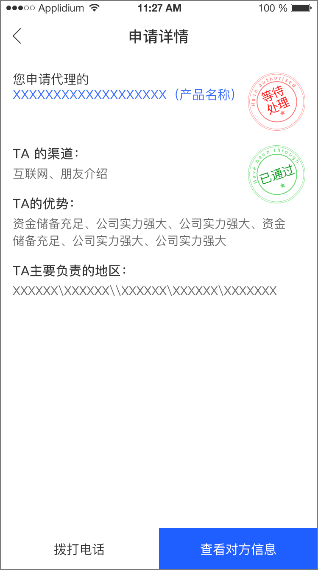 Applidium 11:27 AM 100 %
申请详情
您申请代理的
XXXXXXXXXXXXXXXXXXX（产品名称）
等待
处理
TA 的渠道：
互联网、朋友介绍
已通过
TA的优势：
资金储备充足、公司实力强大、公司实力强大、资金
储备充足、公司实力强大、公司实力强大
TA主要负责的地区：
XXXXXX\XXXXXX\\XXXXXX\XXXXXX\XXXXXXX
拨打电话
查看对方信息